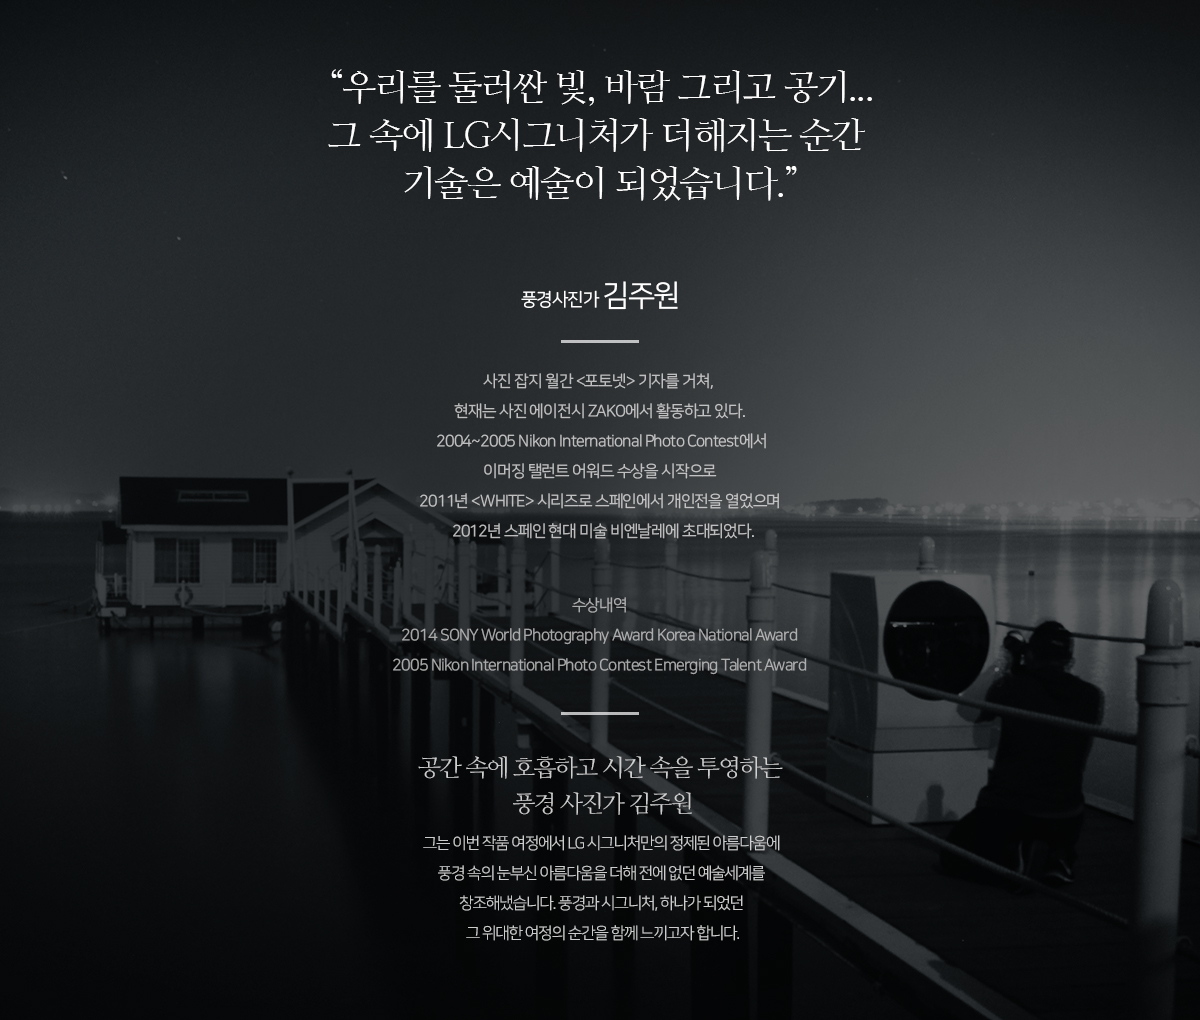 “우리를 둘러싼 빛, 바람 그리고 공기...
그 속에 LG시그니처가 더해지는 순간
기술은 예술이 되었습니다.”
풍경사진가 김주원
사진 잡지 월간 <포토넷> 기자를 거쳐,
현재는 사진 에이전시 ZAKO에서 활동하고 있다.
2004~2005 Nikon International Photo Contest에서
이머징 탤런트 어워드 수상을 시작으로
2011년 <WHITE> 시리즈로 스페인에서 개인전을 열었으며
2012년 스페인 현대 미술 비엔날레에 초대되었다.
수상내역
2014 SONY World Photography Award Korea National Award
2005 Nikon International Photo Contest Emerging Talent Award
공간 속에 호흡하고 시간 속을 투영하는
풍경 사진가 김주원
그는 이번 작품 여정에서 LG 시그니처만의 정제된 아름다움에
풍경 속의 눈부신 아름다움을 더해 전에 없던 예술세계를
창조해냈습니다. 풍경과 시그니처, 하나가 되었던
그 위대한 여정의 순간을 함께 느끼고자 합니다.